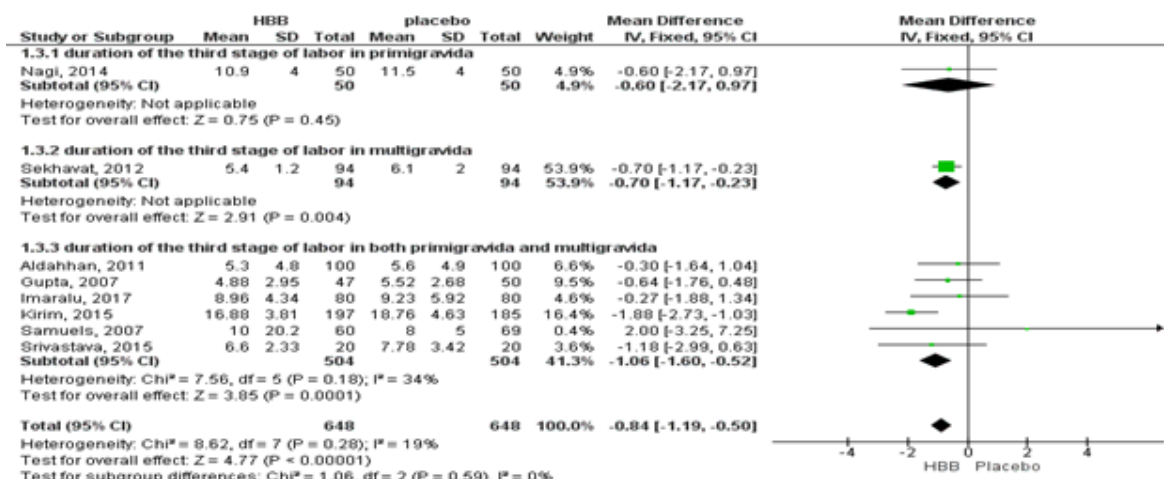 HBB placebo Mean Difference Mean Difference
Study or Subgroup Mean SD Total Mean SD Total Weight IV, Fixed, 95% CI IV, Fixed, 95% CI
1.3.1 duration of the third stage of labor in primigravida
Nagi, 2014 10.9 4 50 11.5 4 50 4.9% -0.60 [-2.17, 0.97]
Subtotal (95% CI) 50 50 4.9% -0.60 [-2.17, 0.97]
Heterogeneity: Not applicable
Test for overall effect: Z = 0.75 (P = 0.45)
1.3.2 duration of the third stage of labor in multigravida
Sekhavat, 2012 5.4 1.2 94 6.1 2 94 53.9% -0.70 [-1.17, -0.23]
Subtotal (95% CI) 94 94 53.9% -0.70 [-1.17, -0.23]
Heterogeneity: Not applicable
Test for overall effect: Z = 2.91 (P = 0.004)
1.3.3 duration of the third stage of labor in both primigravida and multigravida
Aldahhan, 2011 5.3 4.8 100 5.6 4.9 100 6.6% -0.30 [-1.64, 1.04]
Gupta, 2007 4.88 2.95 47 5.52 2.68 50 9.5% -0.64 [-1.76, 0.48]
Imaralu, 2017 8.96 4.34 80 9.23 5.92 80 4.6% -0.27 [-1.88, 1.34]
Kirim, 2015 16.88 3.81 197 18.76 4.63 185 16.4% -1.88 [-2.73, -1.03]
Samuels, 2007 10 20.2 60 8 5 69 0.4% 2.00 [-3.25, 7.25]
Srivastava, 2015 6.6 2.33 20 7.78 3.42 20 3.6% -1.18 [-2.99, 0.63]
Subtotal (95% CI) 504 504 41.3% -1.06 [-1.60, -0.52]
Heterogeneity: Chi² = 7.56, df = 5 (P = 0.18); I² = 34%
Test for overall effect: Z = 3.85 (P = 0.0001)
Total (95% CI) 648 648 100.0% -0.84 [-1.19, -0.50]
Heterogeneity: Chi² = 8.62, df = 7 (P = 0.28); I² = 19%
Test for overall effect: Z = 4.77 (P < 0.00001)
Test for subgroup differences: Chi² = 1.06, df = 2 (P = 0.59), I² = 0%
-4 -2 0 2 4
HBB Placebo